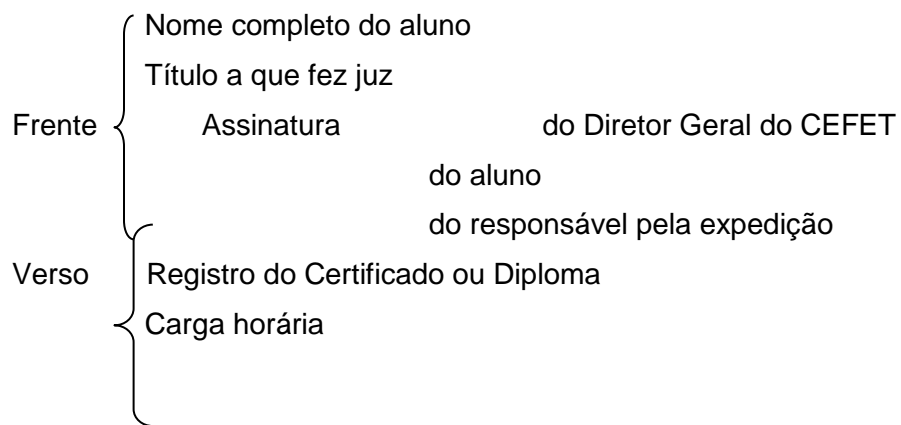 Nome completo do aluno
Título a que fez juz
Frente Assinatura do Diretor Geral do CEFET
do aluno
do responsável pela expedição
Verso Registro do Certificado ou Diploma
Carga horária